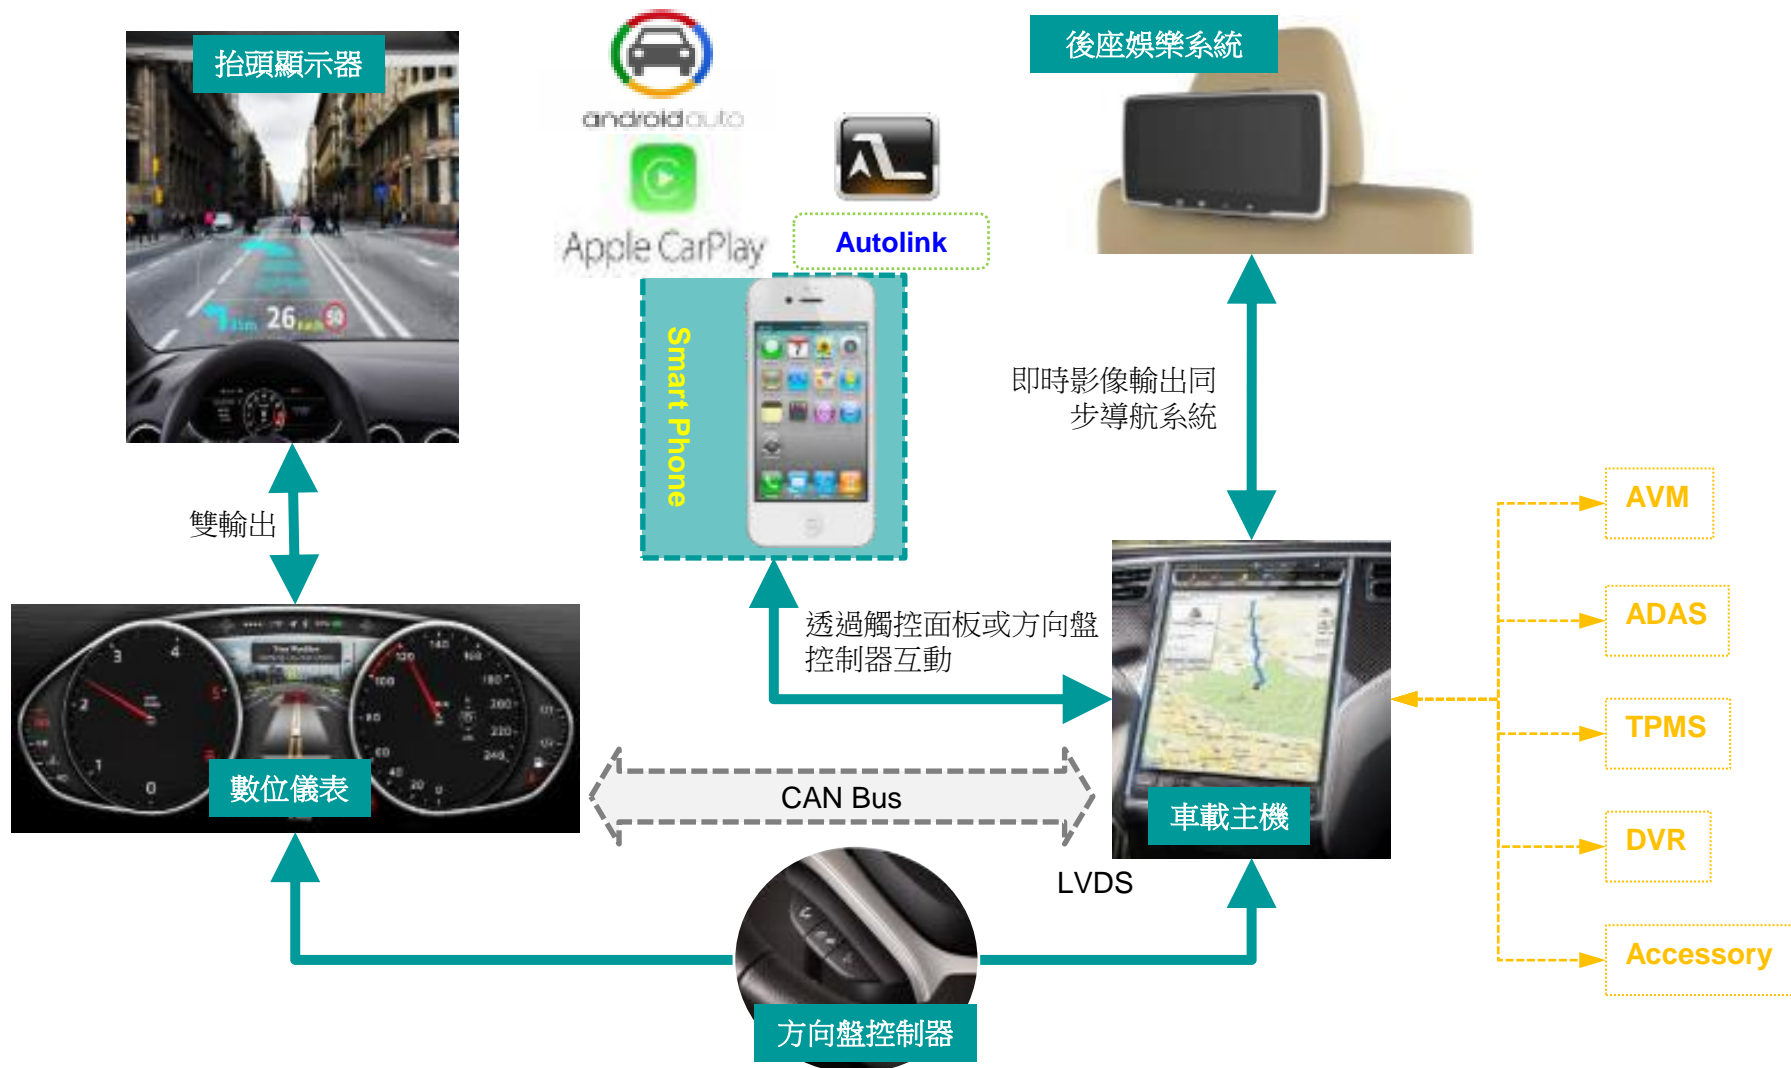 抬頭顯示器
androidauto
Apple CarPlay
Autolink
後座娛樂系統
26
50
Smart Phone
即時影像輸出同
步導航系統
雙輸出
透過觸控面板或方向盤
控制器互動
數位儀表
CAN Bus
車載主機
LVDS
方向盤控制器
AVM
ADAS
TPMS
DVR
Accessory